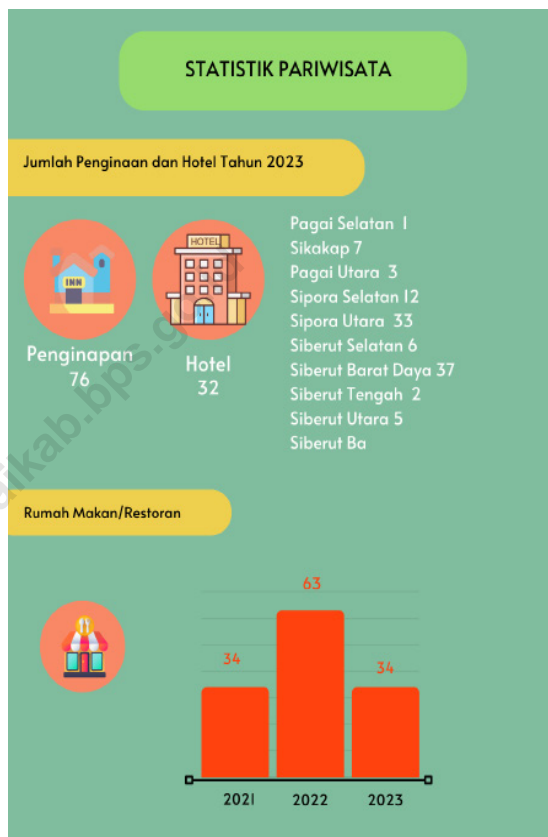 STATISTIK PARIWISATA
Jumlah Penginaan dan Hotel Tahun 2023
INN
Penginapan
76
HOTEL
Hotel
32
Pagai Selatan 1
Sikakap 7
Pagai Utara 3
Sipora Selatan 12
Sipora Utara 33
Siberut Selatan 6
Siberut Barat Daya 37
Siberut Tengah 2
Siberut Utara 5
Siberut Ba
Rumah Makan/Restoran
34
63
34
2021
2022
2023